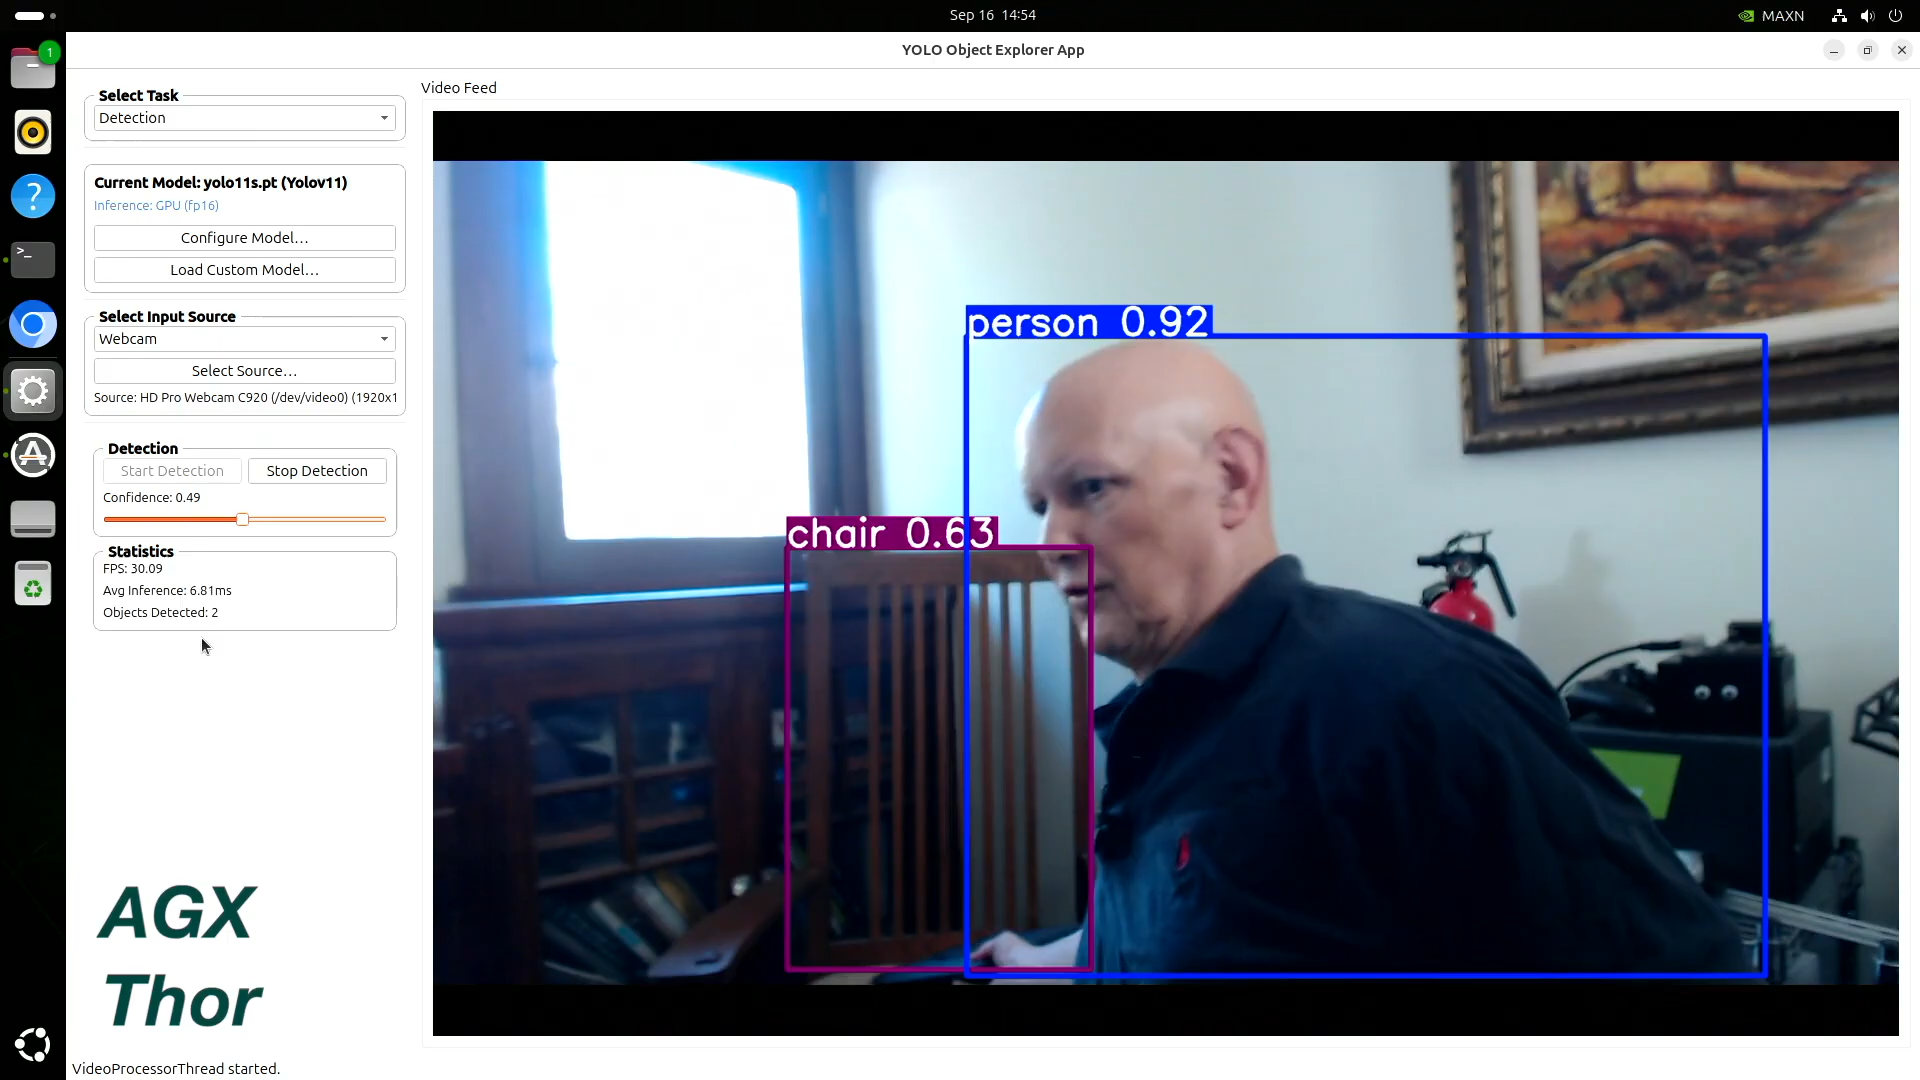 Sep 16 14:54
MAXN
1
YOLO Object Explorer App
Select Task
Detection
Current Model: yolo11s.pt (Yolov11)
Inference: GPU (fp16)
Configure Model...
Load Custom Model...
Select Input Source
Webcam
Select Source...
Source: HD Pro Webcam C920 (/dev/video0) (1920x1
Detection
Start Detection
Stop Detection
Confidence: 0.49
Statistics
FPS: 30.09
Avg Inference: 6.81ms
Objects Detected: 2
AGX
Thor
VideoProcessorThread started.
Video Feed
person 0.92
chair 0.63